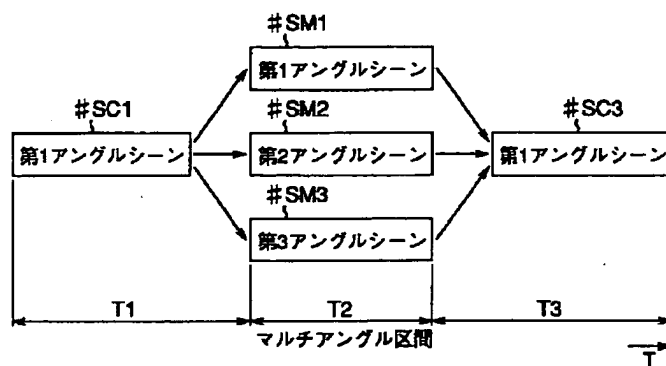 #SM1
第1アングルシーン
#SC1
第1アングルシーン
#SM2
第2アングルシーン
#SC3
第1アングルシーン
#SM3
第3アングルシーン
T1
T2
T3
マルチアングル区間
T